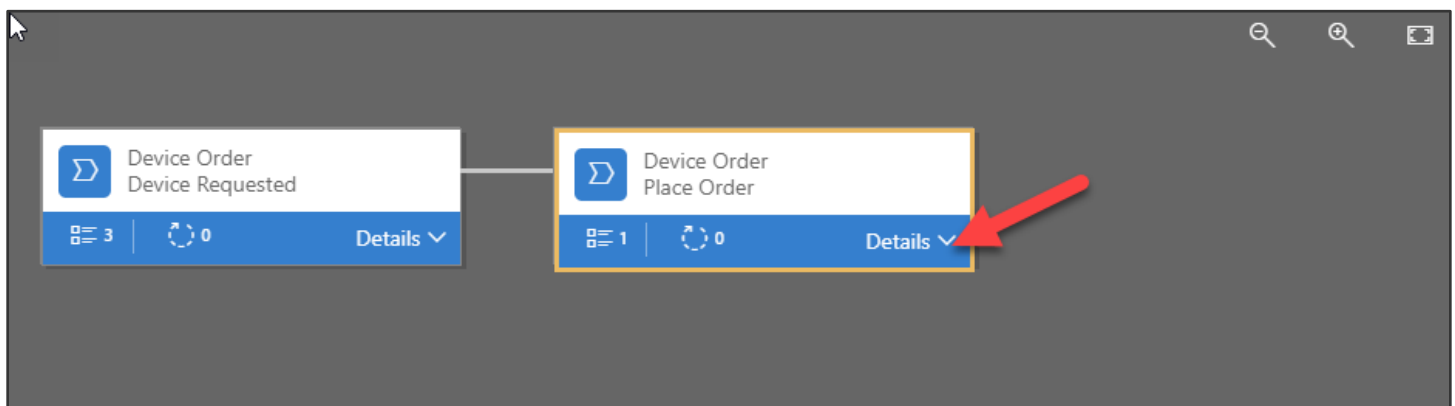 Device Order
Device Requested
3
0
Details
Device Order
Place Order
1
0
Details